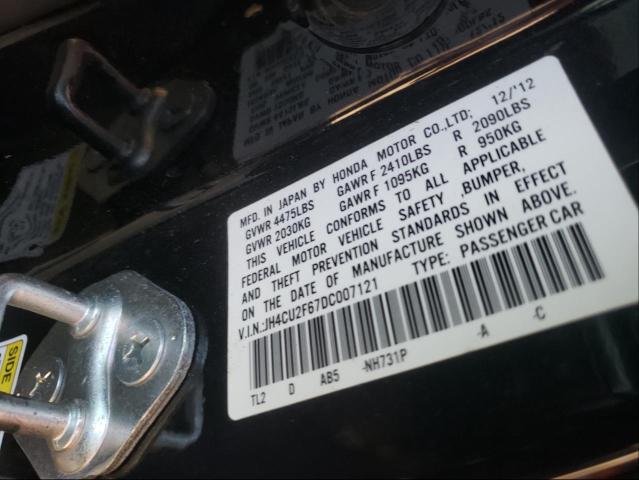 MFD. IN JAPAN BY HONDA MOTOR CO.,LTD; 12/'12
GVWR 4475LBS GAWR F 2410LBS R 2090LBS
GVWR 2030KG GAWR F 1095KG R 950KG
THIS VEHICLE CONFORMS TO ALL APPLICABLE
FEDERAL MOTOR VEHICLE SAFETY, BUMPER,
AND THEFT PREVENTION STANDARDS IN EFFECT
ON THE DATE OF MANUFACTURE SHOWN ABOVE.
V.I.N.:JH4CU2F67DC007121 TYPE: PASSENGER CAR
TL2 D AB5 -NH731P -A -C
SIDE